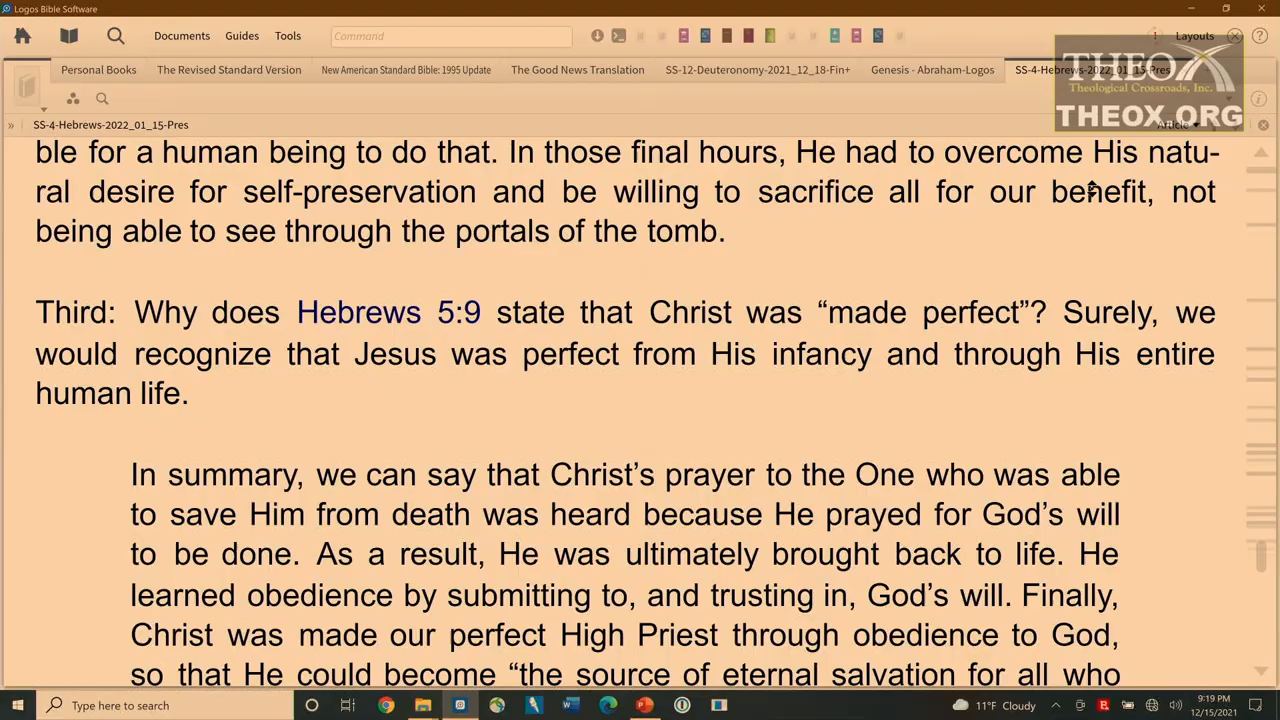 Logos Bible Software
Documents Guides Tools Command Layouts
THEOX
Theological Crossroads, Inc.
THEOX.ORG
Personal Books The Revised Standard Version New American Standard Bible: 1995 Update The Good News Translation SS-12-Deuteronomy-2021_12_18-Fin+ Genesis - Abraham-Logos SS-4-Hebrews-2022_01_15-Pres
SS-4-Hebrews-2022_01_15-Pres Article
ble for a human being to do that. In those final hours, He had to overcome His natu-
ral desire for self-preservation and be willing to sacrifice all for our benefit, not
being able to see through the portals of the tomb.
Third: Why does Hebrews 5:9 state that Christ was “made perfect”? Surely, we
would recognize that Jesus was perfect from His infancy and through His entire
human life.
In summary, we can say that Christ’s prayer to the One who was able
to save Him from death was heard because He prayed for God’s will
to be done. As a result, He was ultimately brought back to life. He
learned obedience by submitting to, and trusting in, God’s will. Finally,
Christ was made our perfect High Priest through obedience to God,
so that He could become “the source of eternal salvation for all who
Type here to search
11°F Cloudy
9:19 PM
12/15/2021